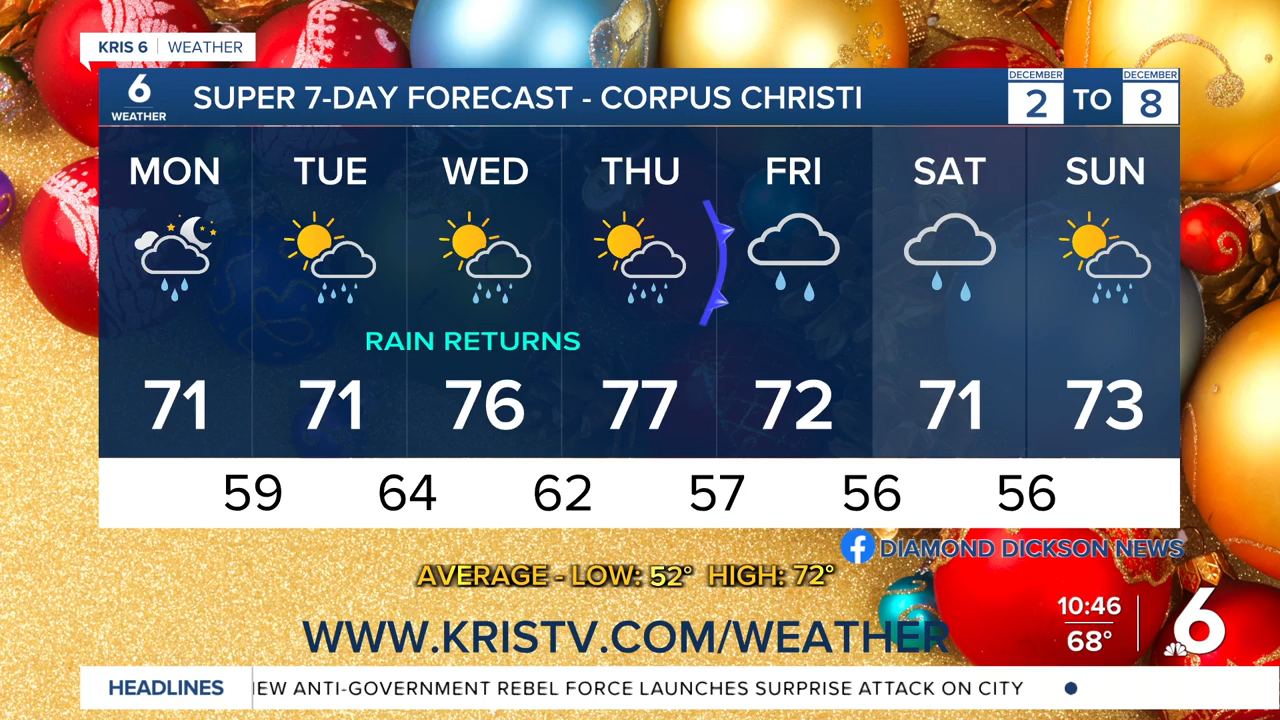 KRIS 6 | WEATHER
6
WEATHER
SUPER 7-DAY FORECAST - CORPUS CHRISTI
DECEMBER
2
TO
DECEMBER
8
MON TUE WED THU FRI SAT SUN
RAIN RETURNS
71 71 76 77 72 71 73
59 64 62 57 56 56
DIAMOND DICKSON NEWS
AVERAGE - LOW: 52° HIGH: 72°
WWW.KRISTV.COM/WEATHER
10:46
68°
6
HEADLINES
EW ANTI-GOVERNMENT REBEL FORCE LAUNCHES SURPRISE ATTACK ON CITY